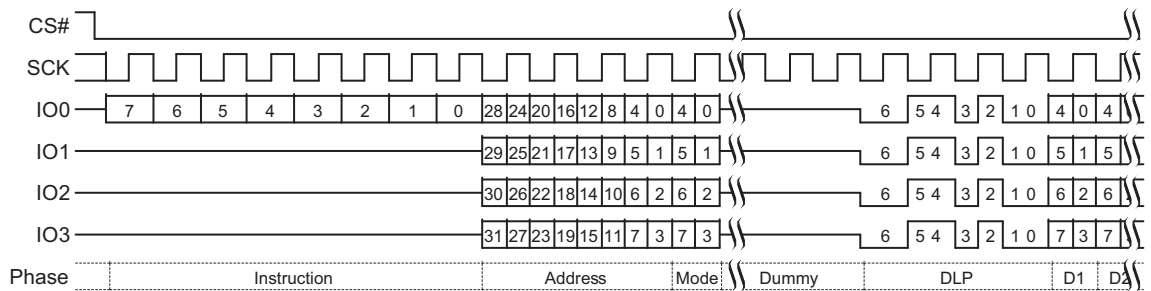 CS#
SCK
IO0 7 6 5 4 3 2 1 0 28 24 20 16 12 8 4 0 4 0 6 5 4 3 2 1 0 4 0 4
IO1 29 25 21 17 13 9 5 1 5 1 6 5 4 3 2 1 0 5 1 5
IO2 30 26 22 18 14 10 6 2 6 2 6 5 4 3 2 1 0 6 2 6
IO3 31 27 23 19 15 11 7 3 7 3 6 5 4 3 2 1 0 7 3 7
Phase Instruction Address Mode Dummy DLP D1 D2